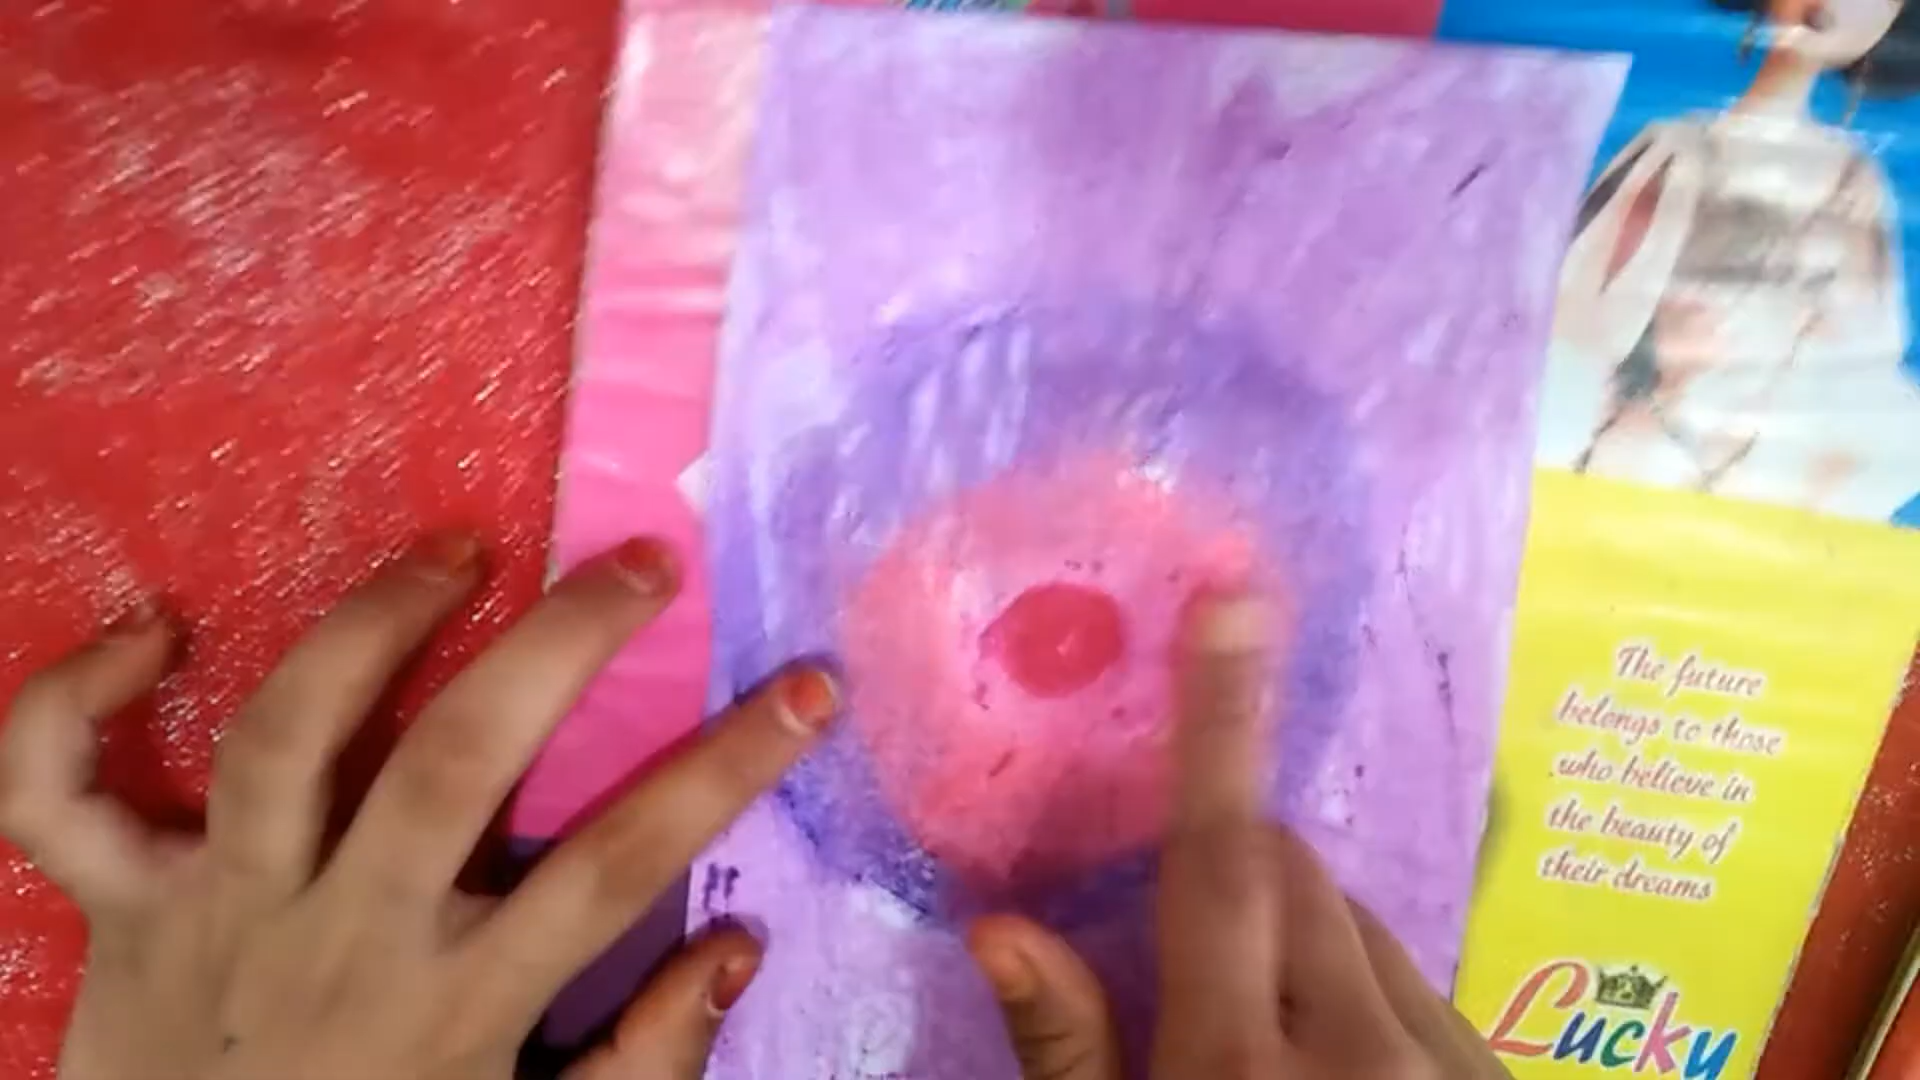 The future
belongs to those
who believe in
the beauty of
their dreams
Lucky